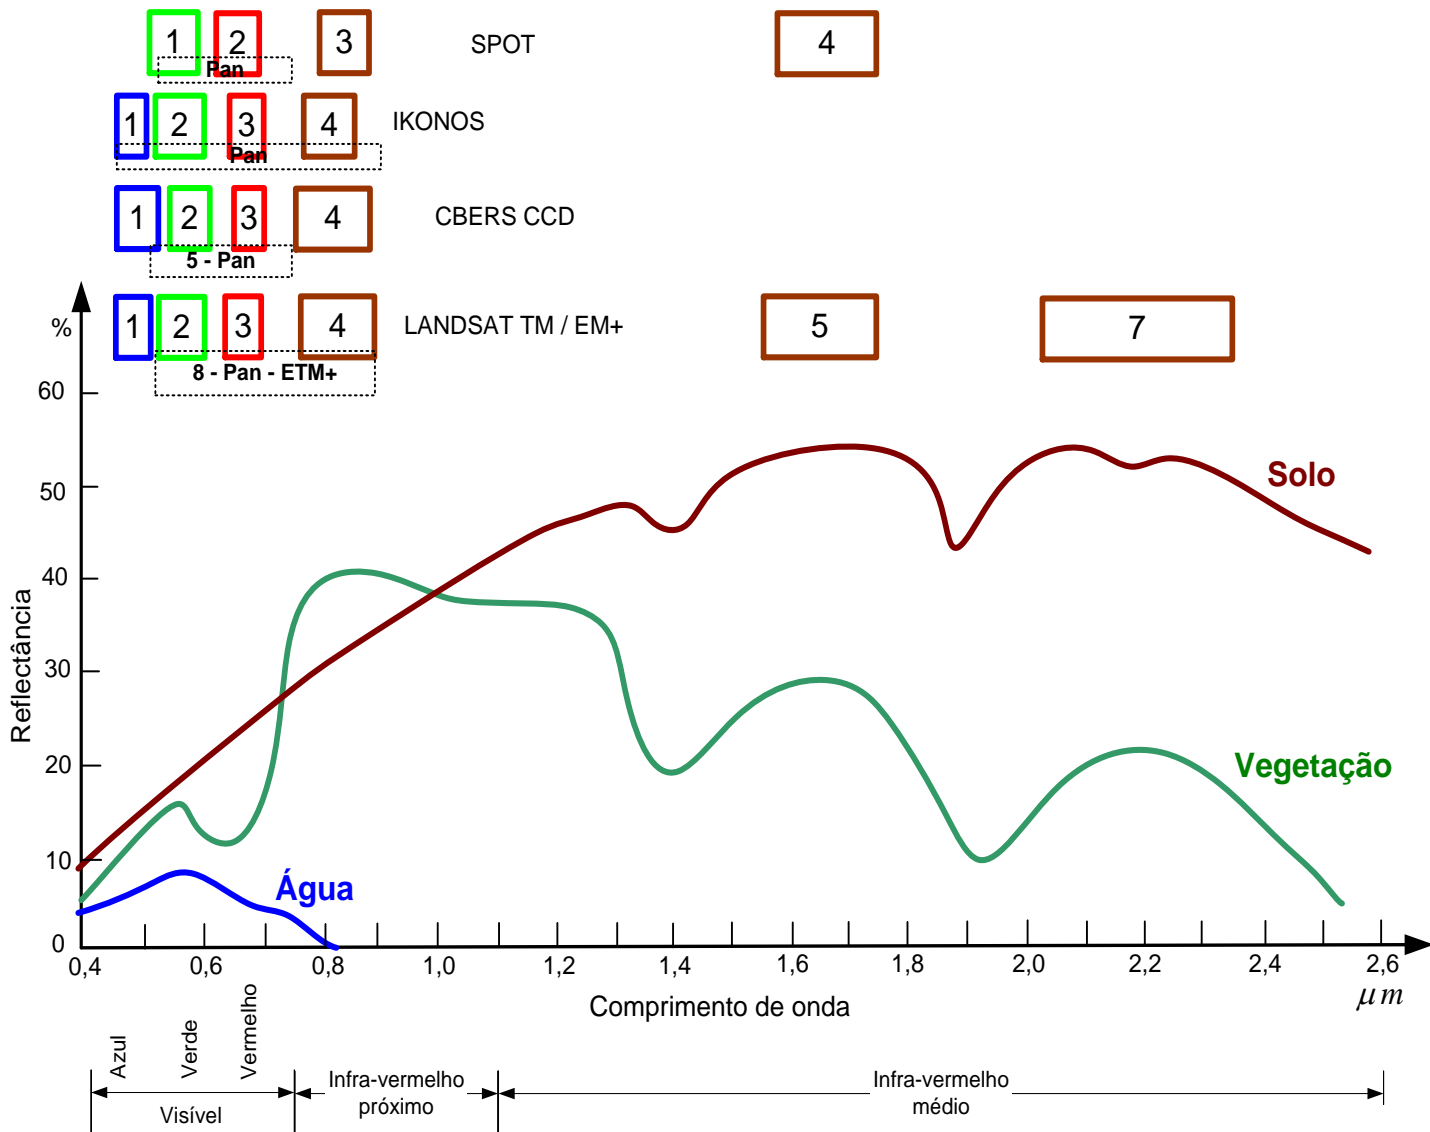 1 2 3 SPOT 4
Pan
1 2 3 4 IKONOS
Pan
1 2 3 4 CBERS CCD
5 - Pan
% 1 2 3 4 LANDSAT TM / EM+ 5 7
8 - Pan - ETM+
60
50
40
30
20
10
0
Reflectância
Solo
Vegetação
Água
0,4 0,6 0,8 1,0 1,4 1,6 1,8 2,0 2,2 2,4 2,6
Comprimento de onda
μ m
Azul
Verde
Vermelho
Visível
Infra-vermelho
próximo
Infra-vermelho
médio